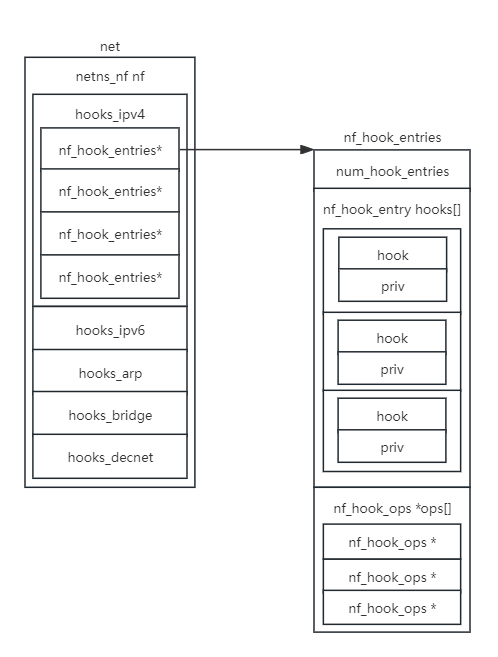 net
netns_nf nf
hooks_ipv4
nf_hook_entries*
nf_hook_entries*
nf_hook_entries*
nf_hook_entries*
hooks_ipv6
hooks_arp
hooks_bridge
hooks_decnet
nf_hook_entries
num_hook_entries
nf_hook_entry hooks[]
hook
priv
hook
priv
hook
priv
nf_hook_ops *ops[]
nf_hook_ops *
nf_hook_ops *
nf_hook_ops *